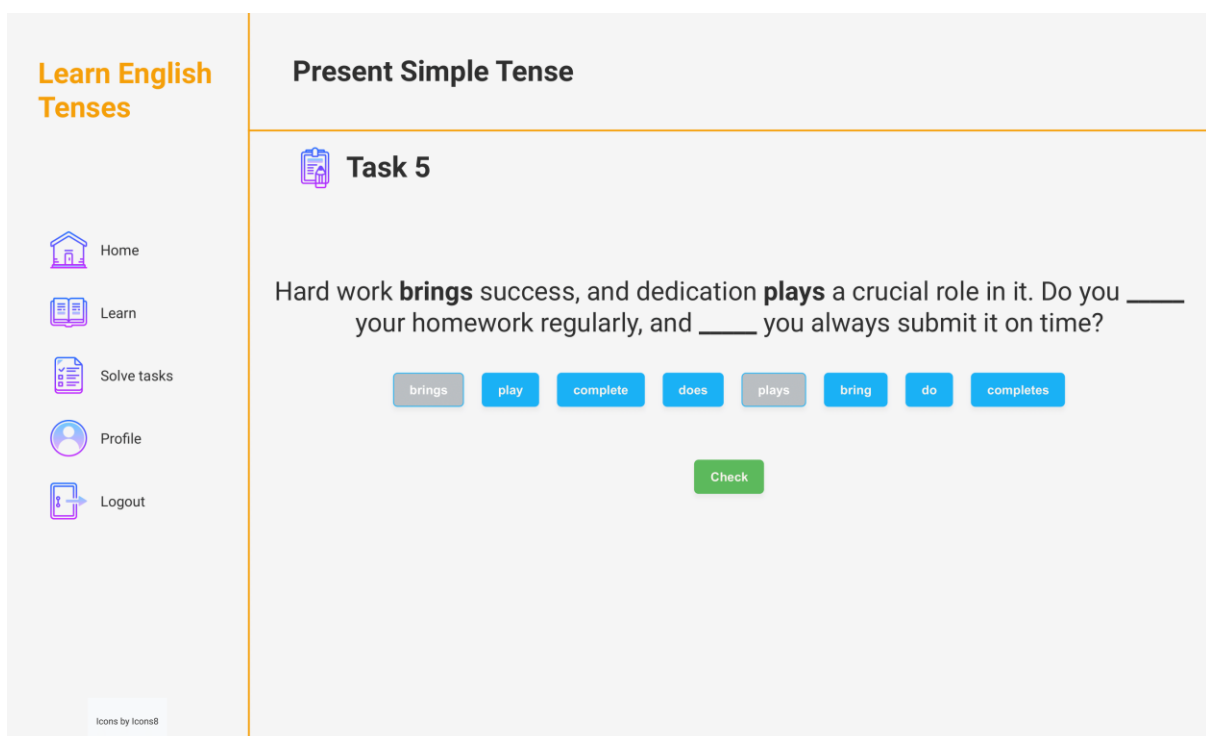 Learn English
Tenses
Present Simple Tense
Task 5
Home
Learn
Solve tasks
Profile
Logout
Hard work brings success, and dedication plays a crucial role in it. Do you _____
your homework regularly, and _____ you always submit it on time?
brings play complete does plays bring do completes
Check
Icons by Icons8